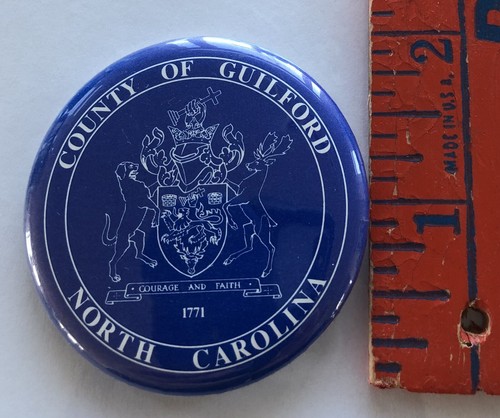 COUNTY OF GUILFORD
COURAGE AND FAITH
1771
NORTH CAROLINA
2
MADE IN U.S.A.
1